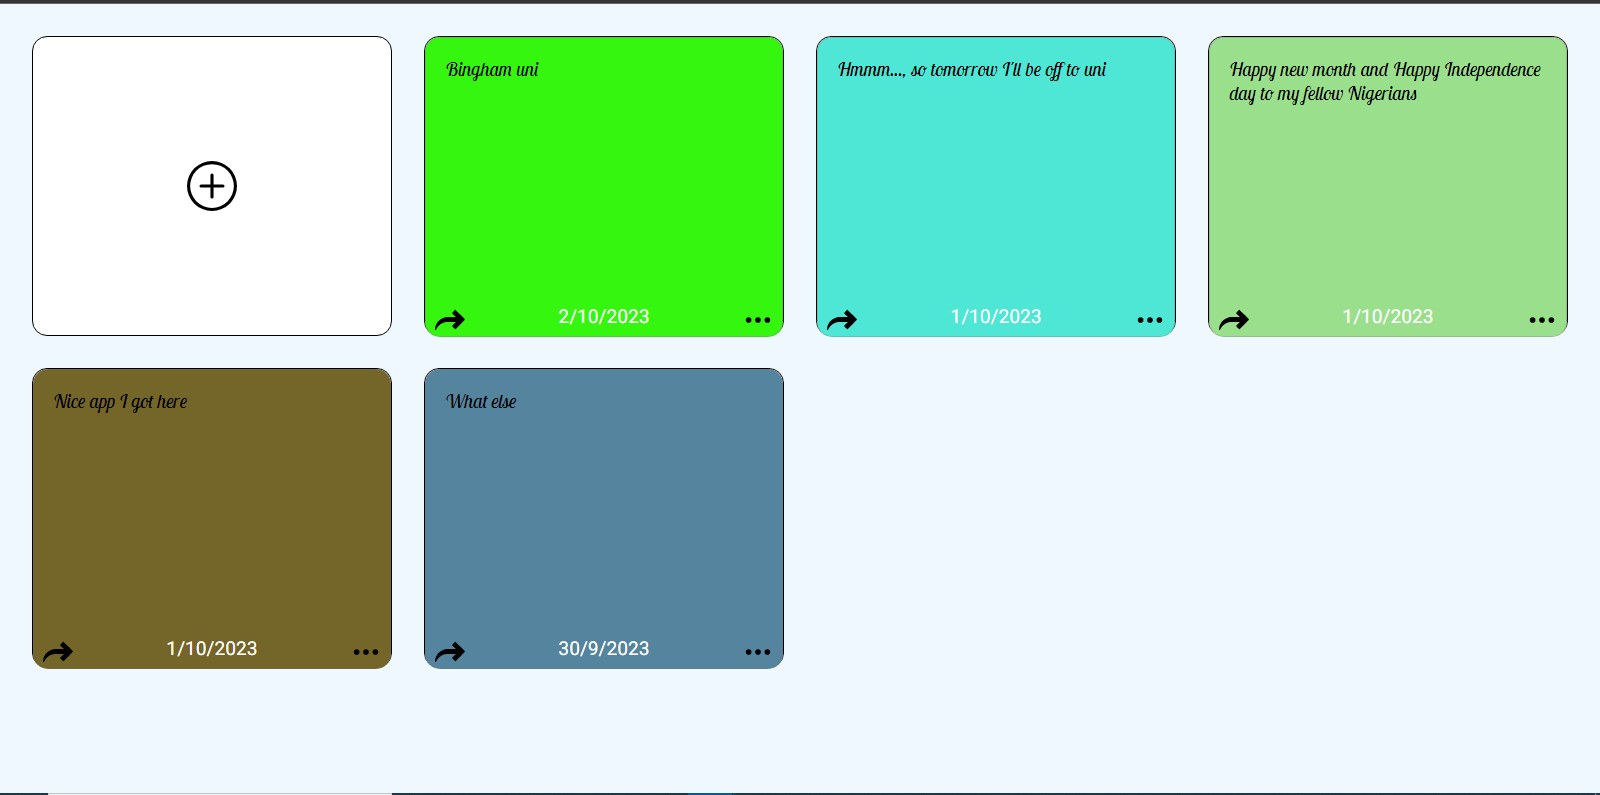 Bingham uni
2/10/2023
Hmmm..., so tomorrow I'll be off to uni
1/10/2023
Happy new month and Happy Independence
day to my fellow Nigerians
1/10/2023
Nice app I got here
1/10/2023
What else
30/9/2023